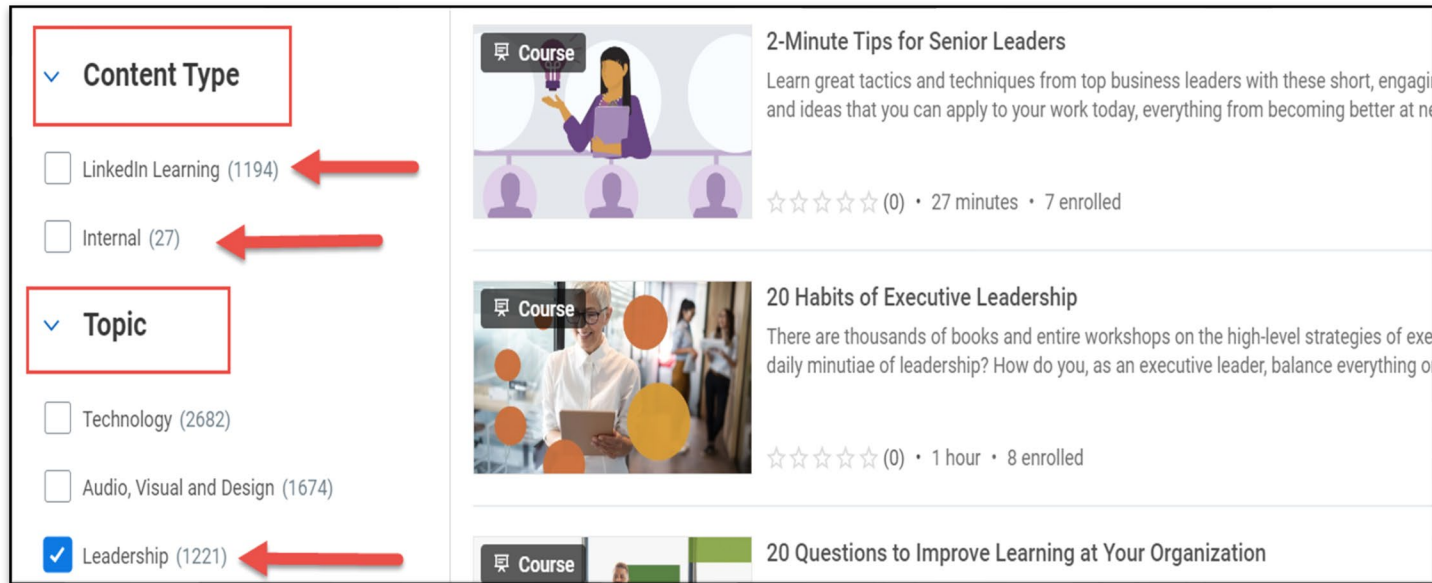 Content Type
LinkedIn Learning (1194)
Internal (27)
Topic
Technology (2682)
Audio, Visual and Design (1674)
Leadership (1221)
Course
2-Minute Tips for Senior Leaders
Learn great tactics and techniques from top business leaders with these short,
and ideas that you can apply to your work today, everything from becoming better at
(0) • 27 minutes • 7 enrolled
Course
20 Habits of Executive Leadership
There are thousands of books and entire workshops on the high-level strategies of
daily minutiae of leadership? How do you, as an executive leader, balance everything
(0) • 1 hour • 8 enrolled
Course
20 Questions to Improve Learning at Your Organization